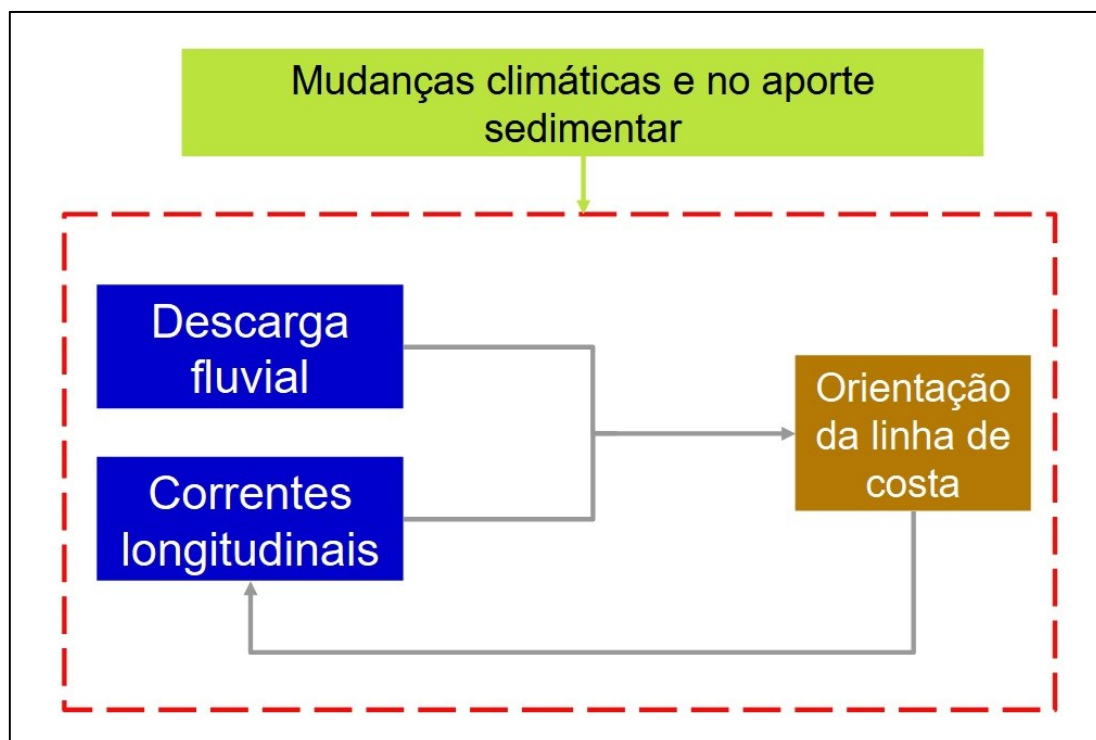 Mudanças climáticas e no aporte
sedimentar
Descarga
fluvial
Correntes
longitudinais
Orientação
da linha de
costa